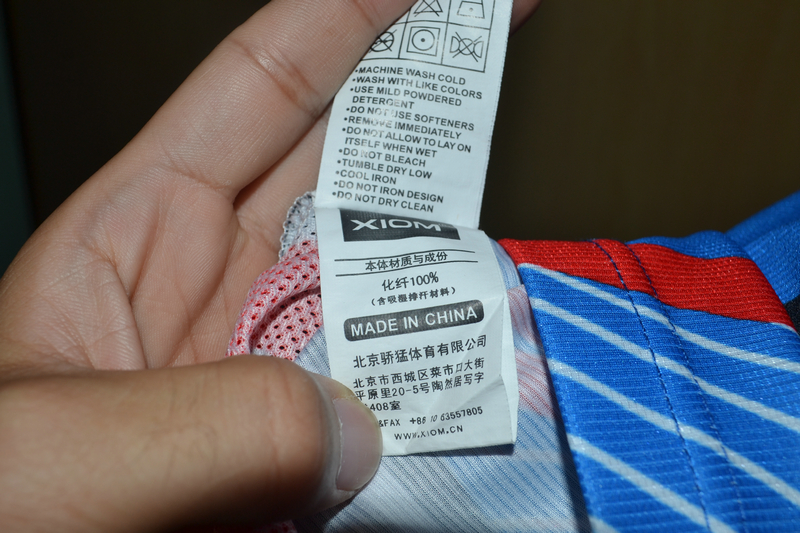 •MACHINE WASH COLD
•WASH WITH LIKE COLORS
•USE MILD POWDERED
DETERGENT
•DO NOT USE SOFTENERS
•REMOVE IMMEDIATELY
•DO NOT ALLOW TO LAY ON
ITSELF WHEN WET
•DO NOT BLEACH
•TUMBLE DRY LOW
•COOL IRON
•DO NOT IRON DESIGN
•DO NOT DRY CLEAN
XIOM
本体材质与成份
化纤100%
(含吸湿排汗材料)
MADE IN CHINA
北京骄猛体育有限公司
北京市西城区菜市口大街
平原里20-5号陶然居写字
408室
&FAX +86 10 63557805
WWW.XIOM.CN